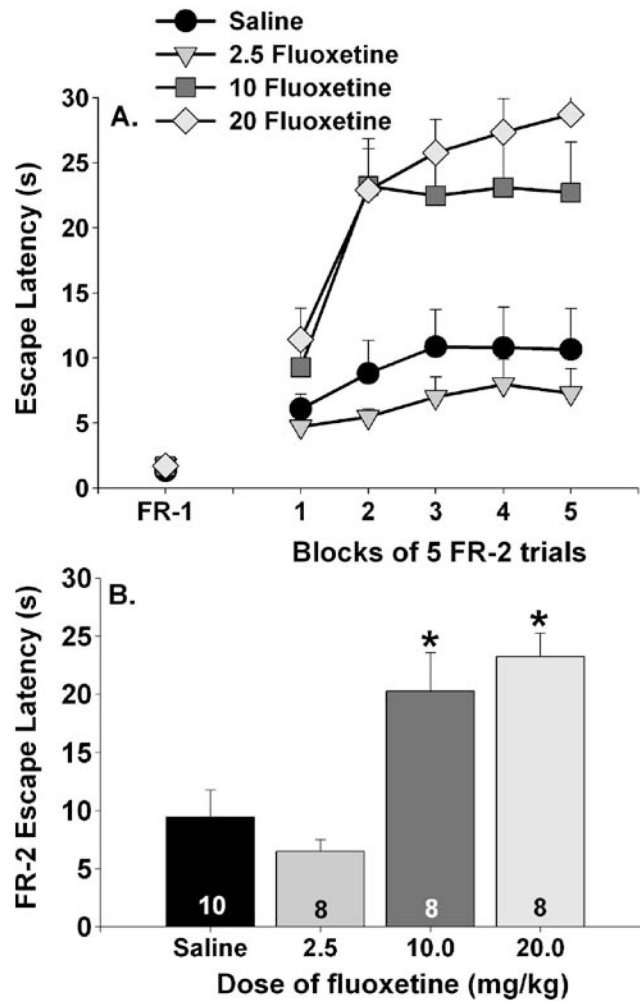 Saline
2.5 Fluoxetine
10 Fluoxetine
20 Fluoxetine
A.
Escape Latency (s)
30
25
20
15
10
5
0
FR-1 1 2 3 4 5
Blocks of 5 FR-2 trials
B.
FR-2 Escape Latency (s)
30
25
20
15
10
5
0
* *
10 8 8 8
Saline 2.5 10.0 20.0
Dose of fluoxetine (mg/kg)